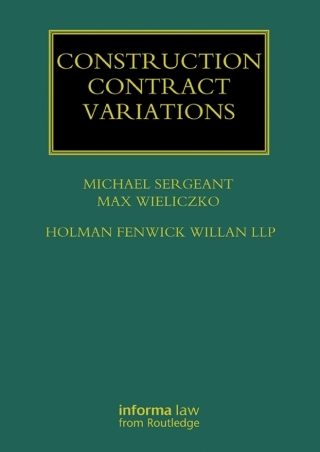 CONSTRUCTION
CONTRACT
VARIATIONS
MICHAEL SERGEANT
MAX WIELICZKO
HOLMAN FENWICK WILLAN LLP
informa law
from Routledge